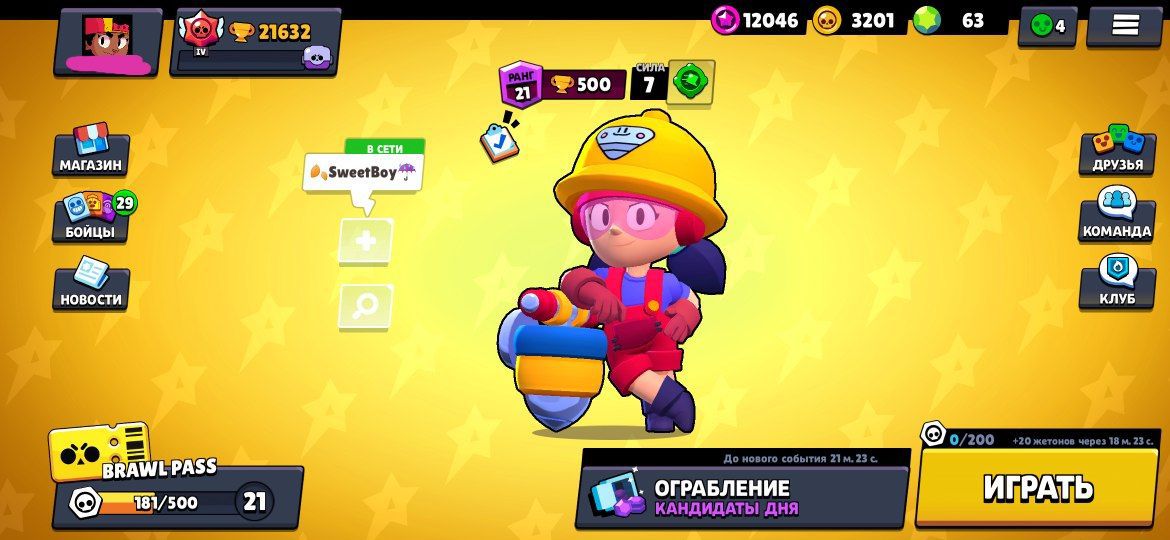 IV
21632
12046
3201
63
4
РАНГ
21
500
СИЛА
7
МАГАЗИН
БОЙЦЫ
29
НОВОСТИ
В СЕТИ
SweetBoy
ДРУЗЬЯ
КОМАНДА
КЛУБ
BRAWL PASS
181/500
21
До нового события 21 м. 23 с.
ОГРАБЛЕНИЕ
КАНДИДАТЫ ДНЯ
0/200
+20 жетонов через 18 м. 23 с.
ИГРАТЬ